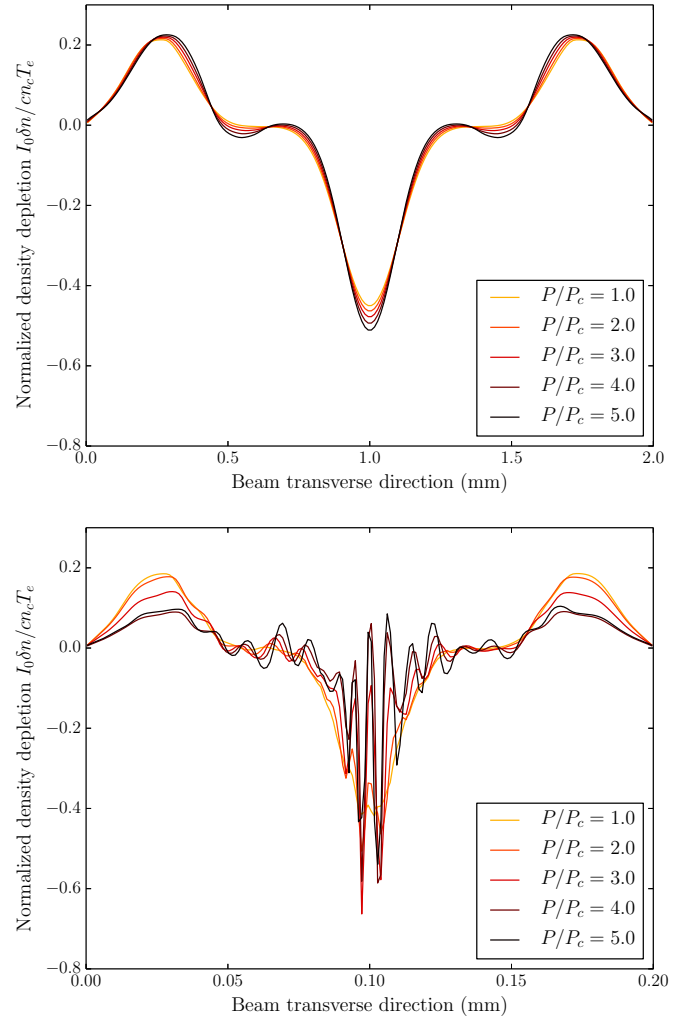 0.2
0.0
−0.2
−0.4
−0.6
−0.8
Normalized density depletion I₀δn/cn_cT_e
P/P_c = 1.0
P/P_c = 2.0
P/P_c = 3.0
P/P_c = 4.0
P/P_c = 5.0
0.0 0.5 1.0 1.5 2.0
Beam transverse direction (mm)
0.2
0.0
−0.2
−0.4
−0.6
−0.8
Normalized density depletion I₀δn/cn_cT_e
P/P_c = 1.0
P/P_c = 2.0
P/P_c = 3.0
P/P_c = 4.0
P/P_c = 5.0
0.00 0.05 0.10 0.15 0.20
Beam transverse direction (mm)